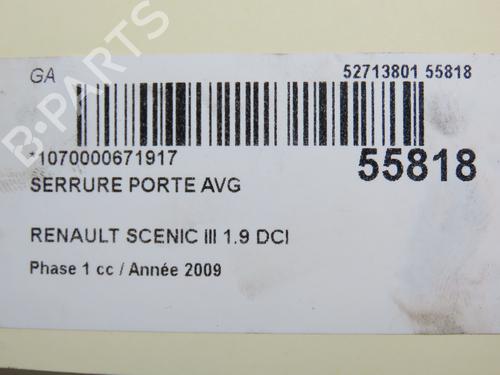 GA
52713801 55818
*1070000671917
55818
SERRURE PORTE AVG
RENAULT SCENIC III 1.9 DCI
Phase 1 cc / Année 2009
B-PARTS